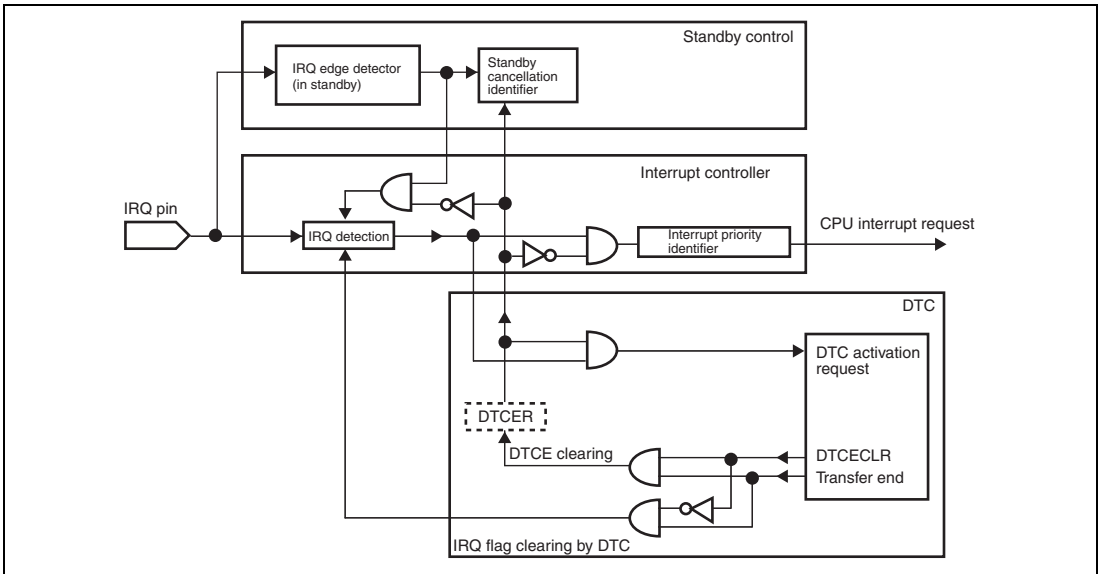 Standby control
IRQ edge detector
(in standby)
Standby
cancellation
identifier
Interrupt controller
IRQ pin
IRQ detection
Interrupt priority
identifier
CPU interrupt request
DTC
DTC activation
request
DTCER
DTCE clearing
DTCECLR
Transfer end
IRQ flag clearing by DTC